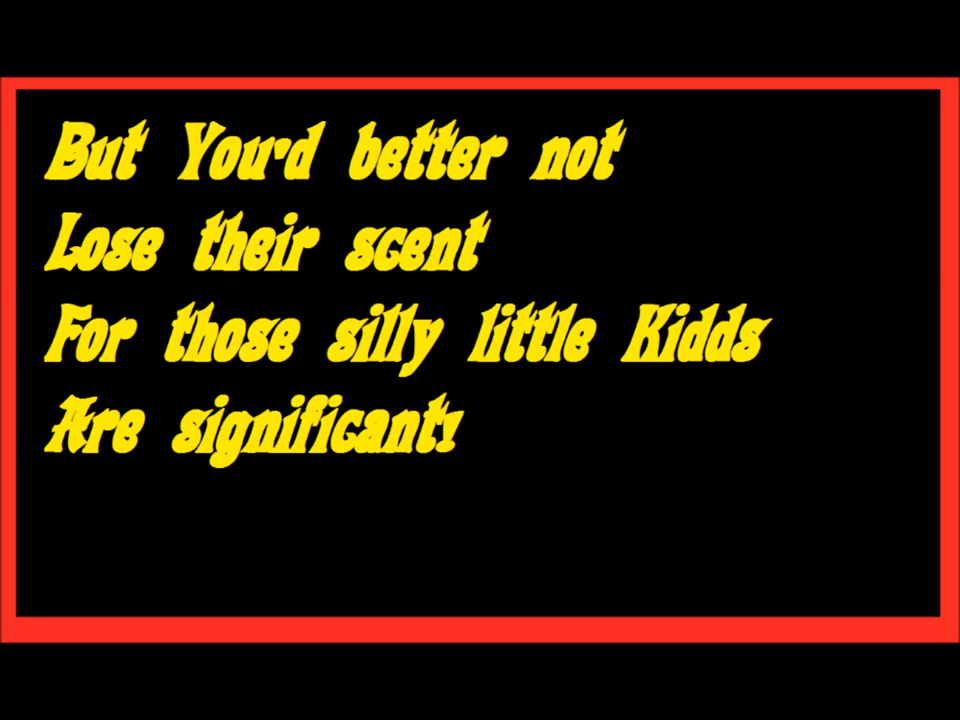 But You'd better not
Lose their scent
For those silly little Kidds
Are significant!